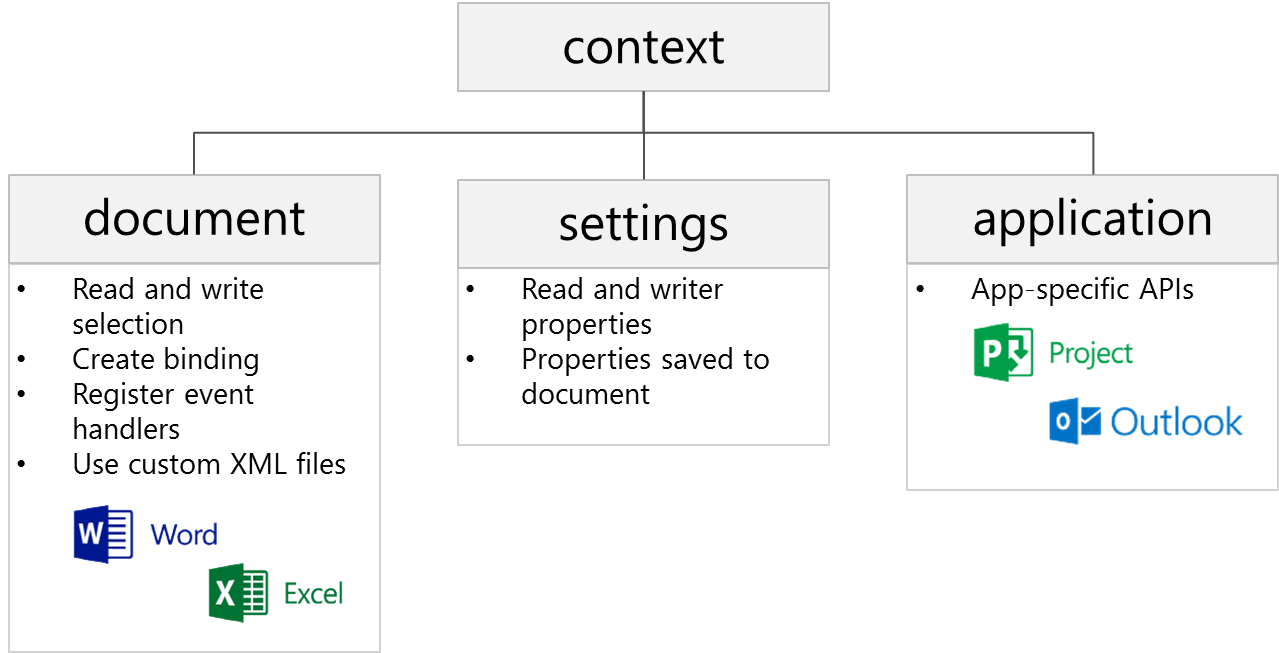 context
document
• Read and write
selection
• Create binding
• Register event
handlers
• Use custom XML files
W Word
X Excel
settings
• Read and writer
properties
• Properties saved to
document
application
• App-specific APIs
P Project
O Outlook